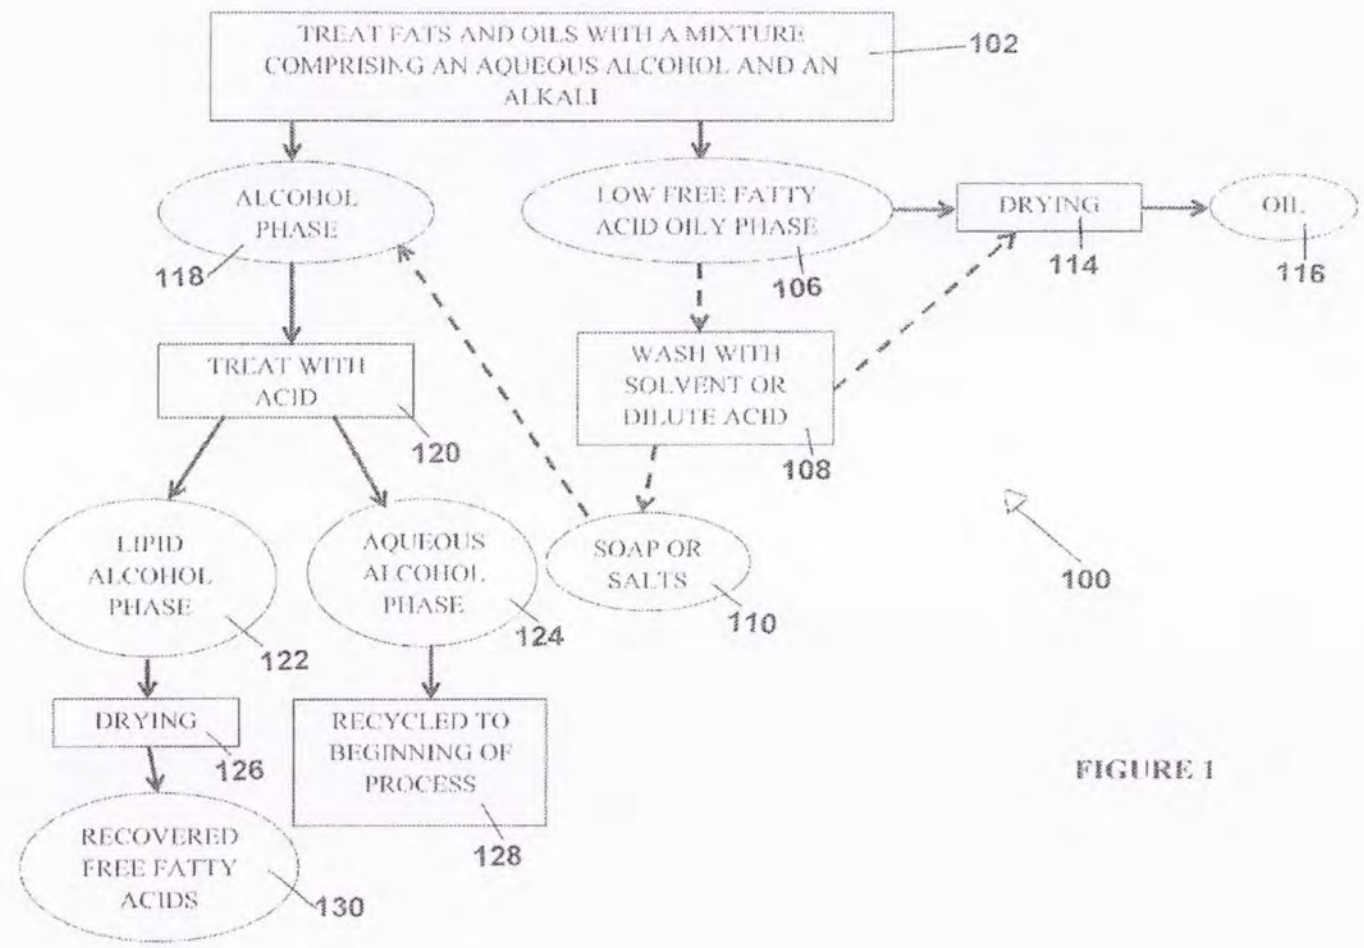 TREAT FATS AND OILS WITH A MIXTURE
COMPRISING AN AQUEOUS ALCOHOL AND AN
ALKALI
102
ALCOHOL
PHASE
118
LOW FREE FATTY
ACID OILY PHASE
106
DRYING
114
OIL
116
TREAT WITH
ACID
120
WASH WITH
SOLVENT OR
DILUTE ACID
108
LIPID
ALCOHOL
PHASE
122
AQUEOUS
ALCOHOL
PHASE
124
SOAP OR
SALTS
110
100
DRYING
126
RECYCLED TO
BEGINNING OF
PROCESS
128
FIGURE 1
RECOVERED
FREE FATTY
ACIDS
130